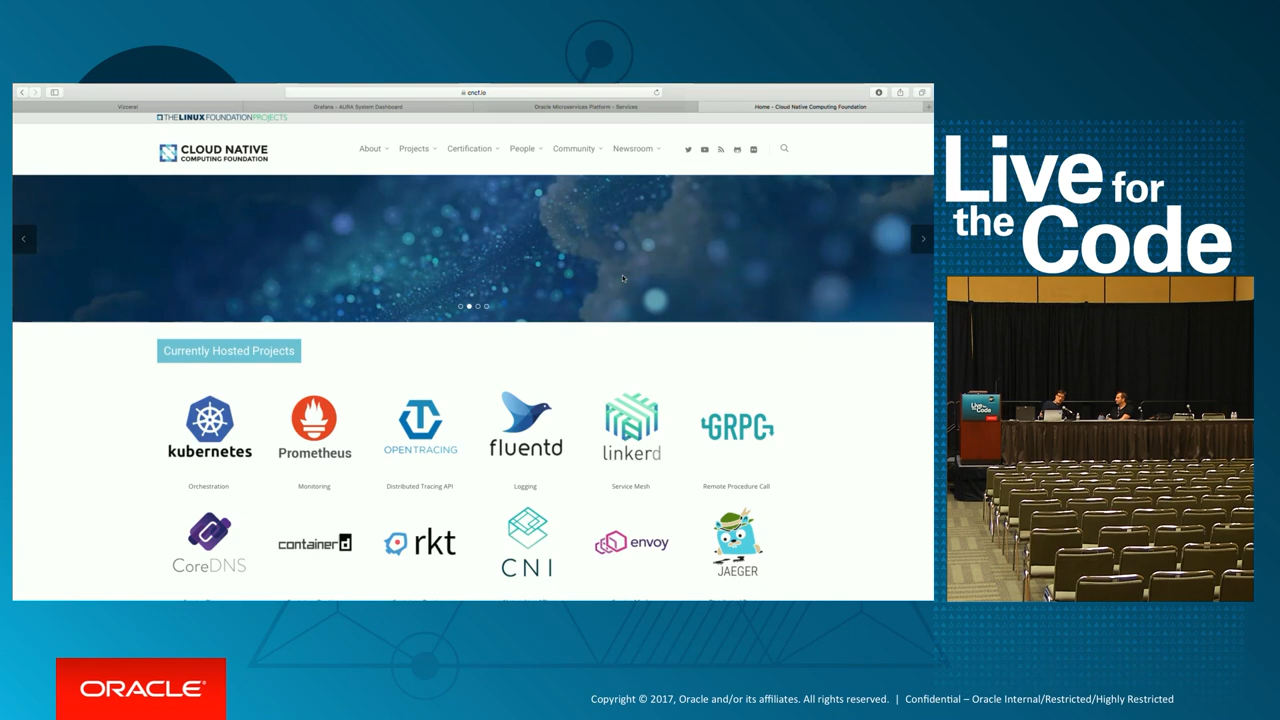 cncf.io
Vizceral
Grafana - AURA System Dashboard
Oracle Microservices Platform - Services
Home - Cloud Native Computing Foundation
THE LINUX FOUNDATION PROJECTS
CLOUD NATIVE
COMPUTING FOUNDATION
About
Projects
Certification
People
Community
Newsroom
Live for
the Code
Currently Hosted Projects
kubernetes
Prometheus
OPENTRACING
fluentd
linkerd
GRPC
Orchestration
Monitoring
Distributed Tracing API
Logging
Service Mesh
Remote Procedure Call
CoreDNS
containerd
rkt
CNI
envoy
JAEGER
Live for
the Code
ORACLE®
Copyright © 2017, Oracle and/or its affiliates. All rights reserved. | Confidential – Oracle Internal/Restricted/Highly Restricted